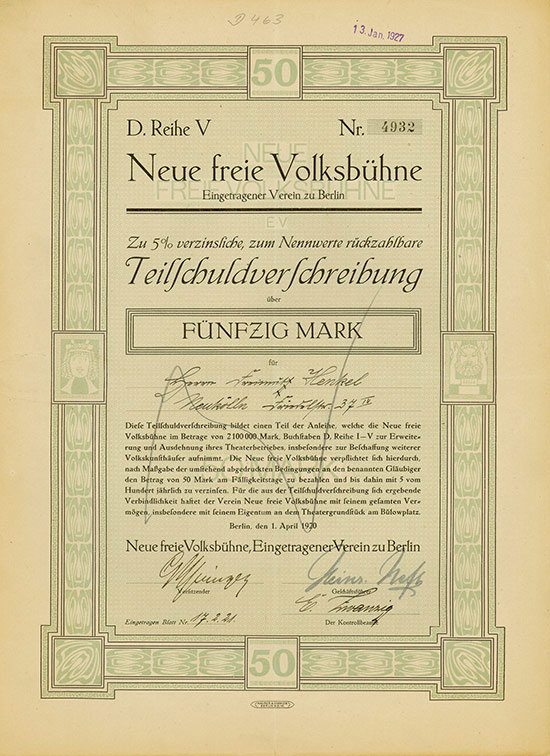 D 463
13. Jan. 1927
50
D. Reihe V Nr. 4932
Neue freie Volksbühne
Eingetragener Verein zu Berlin
NEUE
FREIE VOLKSBÜHNE
E V
Zu 5% verzinsliche, zum Nennwerte rückzahlbare
Teilſchuldverſchreibung
über
FÜNFZIG MARK
für
Herrn Henkel
Neukölln 37 IV
Dieſe Teilſchuldverſchreibung bildet einen Teil der Anleihe, welche die Neue freie
Volksbühne im Betrage von 2100000 Mark, Buchſtaben D, Reihe I–V zur Erweite-
rung und Ausdehnung ihres Theaterbetriebes, insbeſondere zur Beſchaffung weiterer
Volkskunſthäuſer aufnimmt. Die Neue freie Volksbühne verpflichtet ſich hierdurch,
nach Maßgabe der umſtehend abgedruckten Bedingungen an den benannten Gläubiger
den Betrag von 50 Mark am Fälligkeitstage zu bezahlen und bis dahin mit 5 vom
Hundert jährlich zu verzinſen. Für die aus der Teilſchuldverſchreibung ſich ergebende
Verbindlichkeit haftet der Verein Neue freie Volksbühne mit ſeinem geſamten Ver-
mögen, insbeſondere mit ſeinem Eigentum an dem Theatergrundſtück am Bülowplatz.
Berlin, den 1. April 1920
Neue freie Volksbühne, Eingetragener Verein zu Berlin
Vorſitzender Geſchäftsführer
Eingetragen Blatt Nr. 17.2.21. Der Kontrollbeamte
50